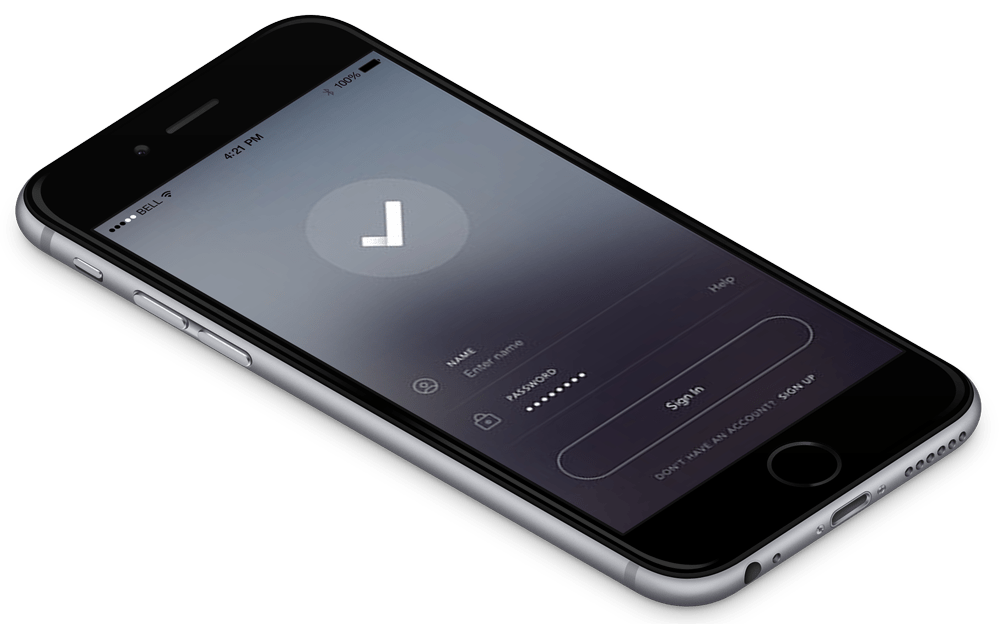 BELL 4:21 PM 100%
NAME
Enter name
PASSWORD
Help
Sign In
DON'T HAVE AN ACCOUNT? SIGN UP